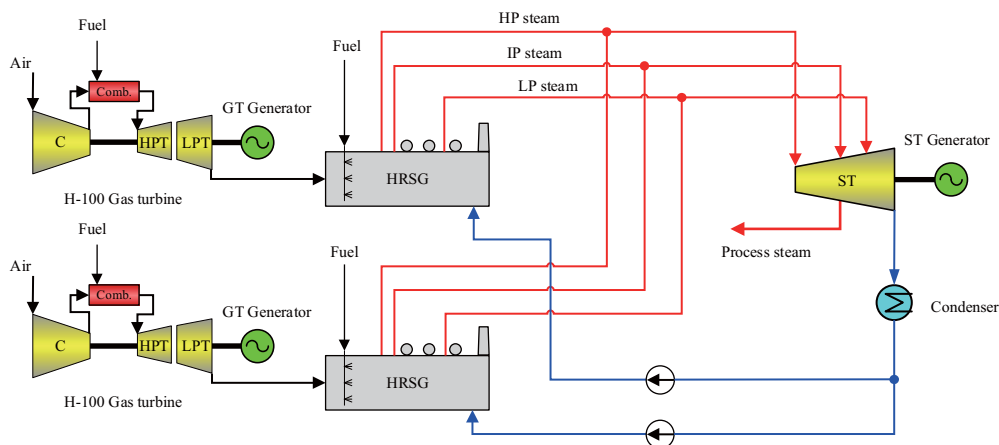 HP steam
Fuel
Fuel
IP steam
Air
Comb.
GT Generator
LP steam
C
HPT
LPT
ST Generator
HRSG
ST
H-100 Gas turbine
Fuel
Fuel
Process steam
Air
Comb.
GT Generator
Condenser
C
HPT
LPT
HRSG
H-100 Gas turbine